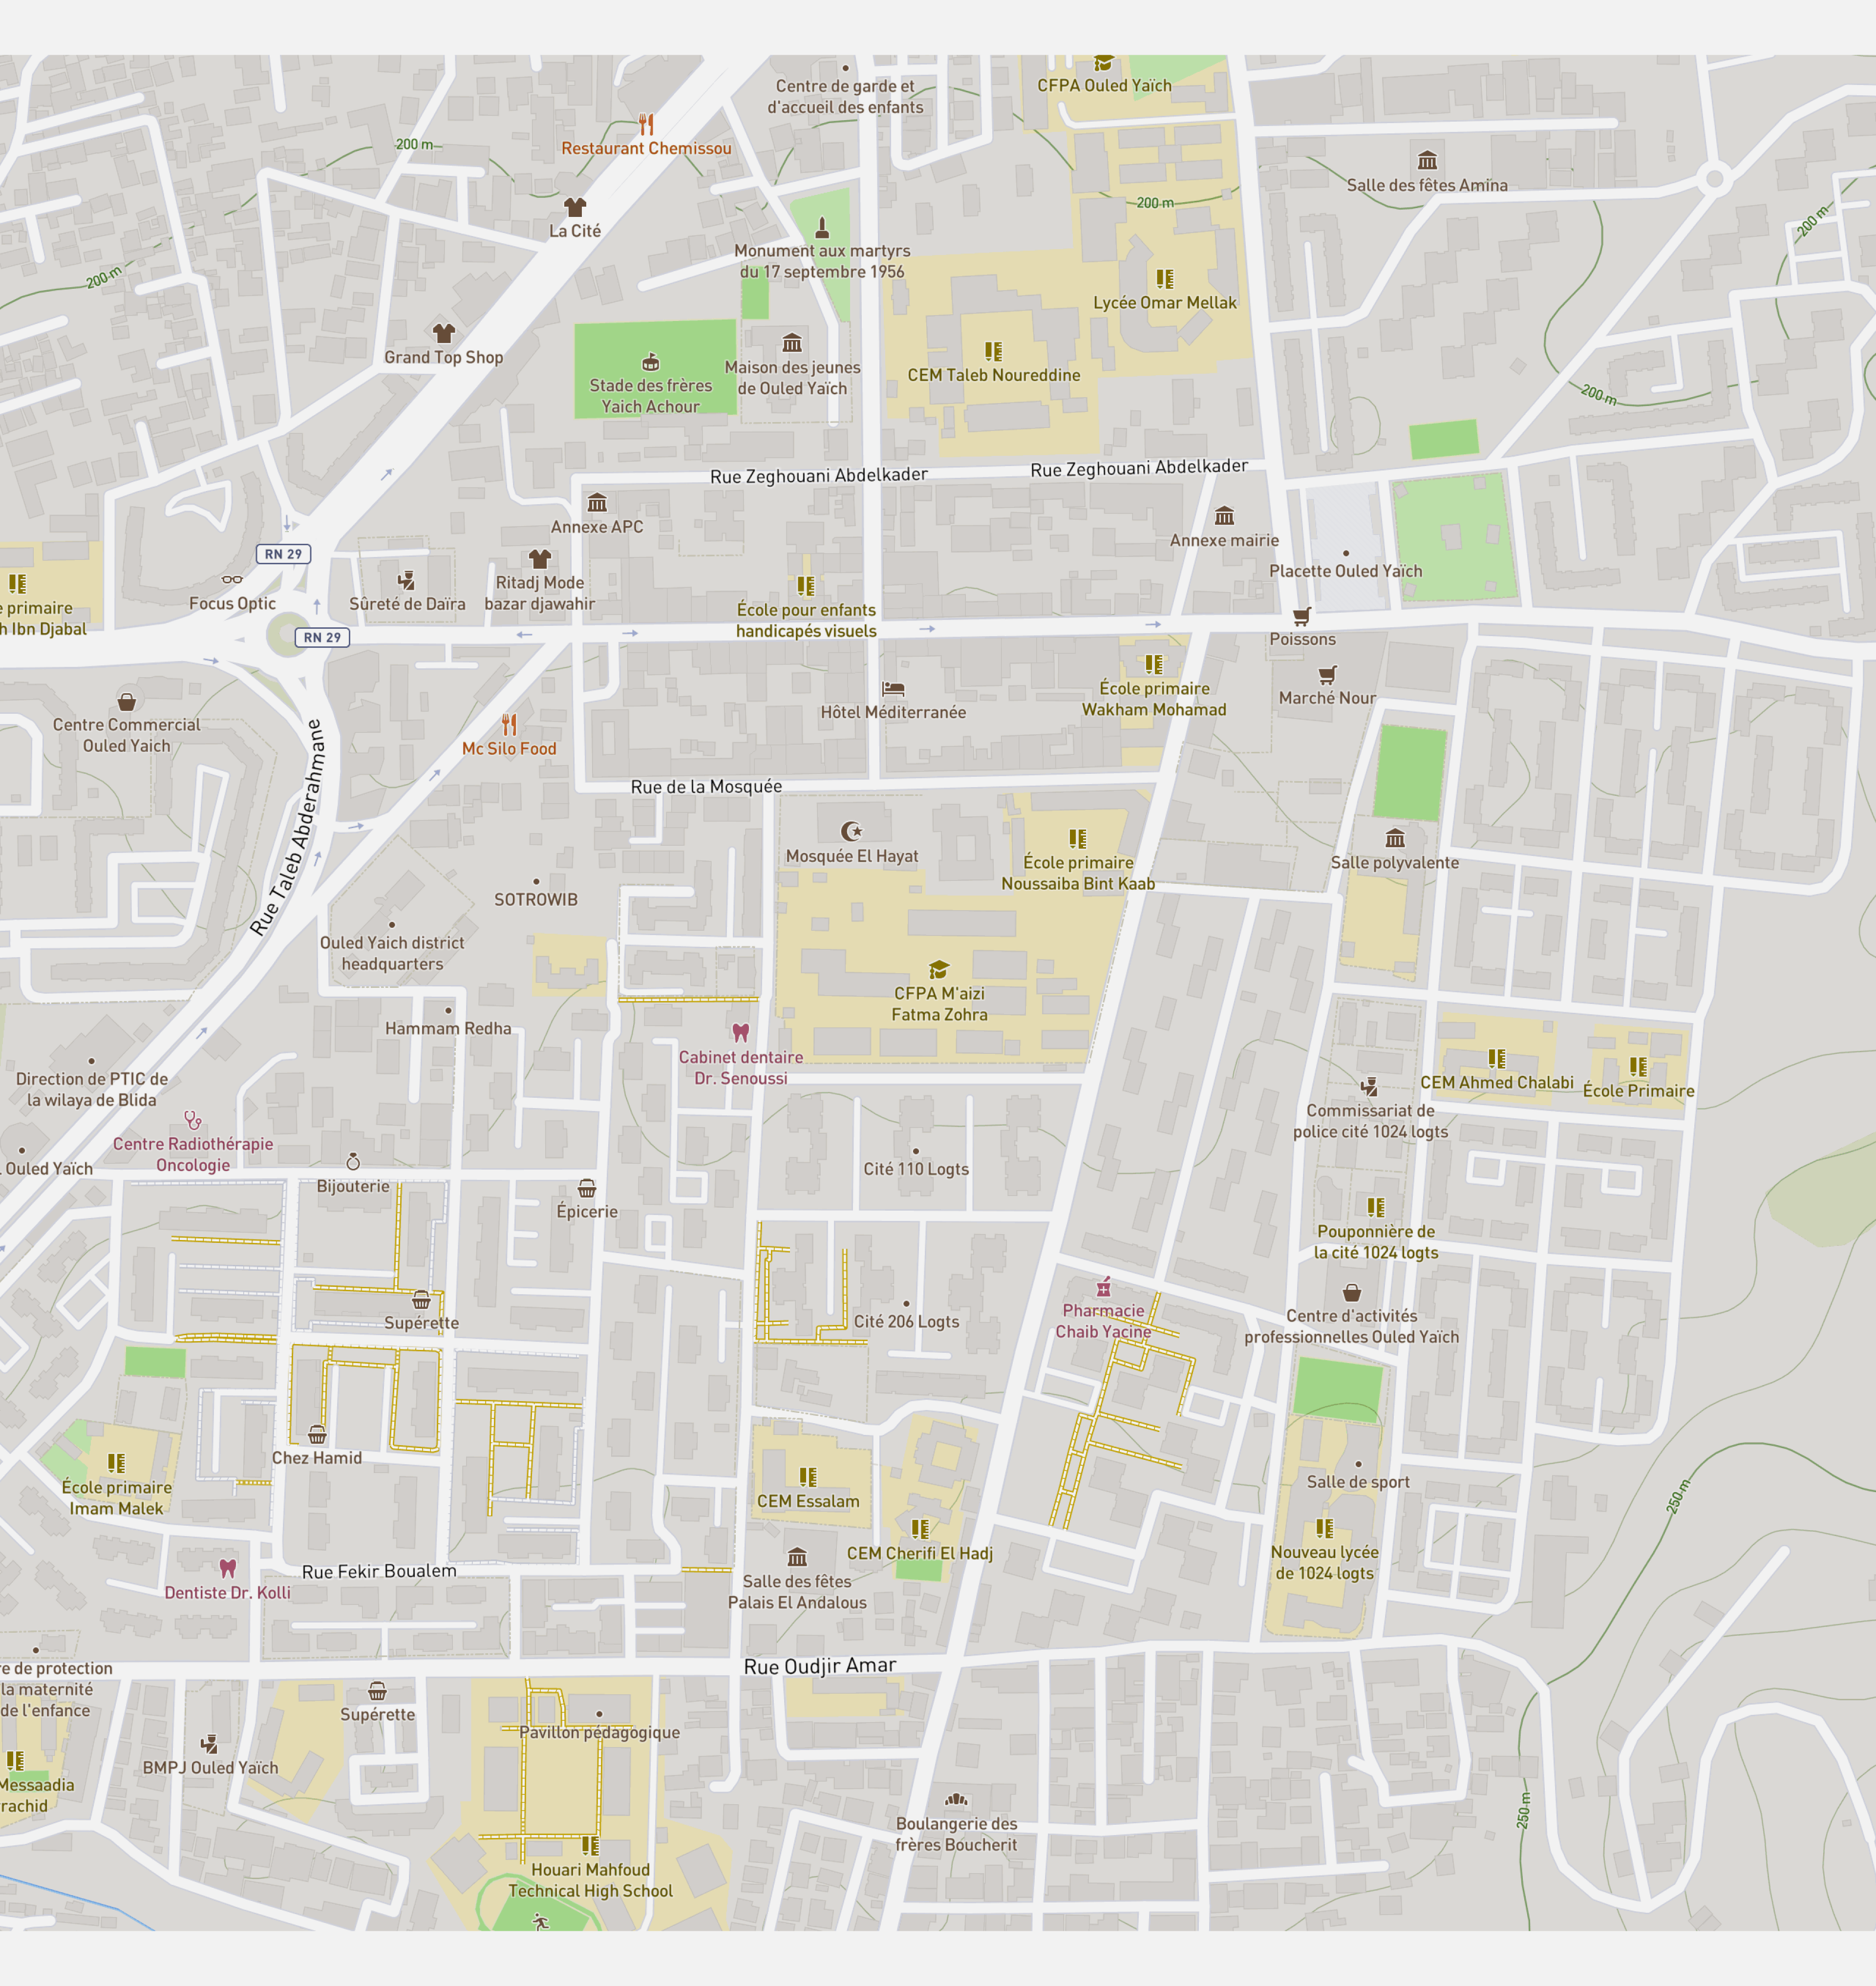 CFPA Ouled Yaïch
Centre de garde et
d'accueil des enfants
Restaurant Chemissou
200 m
Salle des fêtes Amina
200 m
200 m
La Cité
Monument aux martyrs
du 17 septembre 1956
200 m
Lycée Omar Mellak
Grand Top Shop
Maison des jeunes
de Ouled Yaïch
CEM Taleb Noureddine
Stade des frères
Yaich Achour
200 m
Rue Zeghouani Abdelkader
Rue Zeghouani Abdelkader
Annexe APC
Annexe mairie
RN 29
Placette Ouled Yaïch
Ritadj Mode
bazar djawahir
Focus Optic
Sûreté de Daïra
e primaire
h Ibn Djabal
École pour enfants
handicapés visuels
RN 29
Poissons
École primaire
Wakham Mohamad
Marché Nour
Hôtel Méditerranée
Centre Commercial
Ouled Yaich
Mc Silo Food
Rue Taleb Abderahmane
Rue de la Mosquée
Mosquée El Hayat
École primaire
Noussaiba Bint Kaab
Salle polyvalente
SOTROWIB
Ouled Yaich district
headquarters
CFPA M'aizi
Fatma Zohra
Hammam Redha
Cabinet dentaire
Dr. Senoussi
Direction de PTIC de
la wilaya de Blida
CEM Ahmed Chalabi
École Primaire
Commissariat de
police cité 1024 logts
Centre Radiothérapie
Oncologie
. Ouled Yaïch
Cité 110 Logts
Bijouterie
Épicerie
Pouponnière de
la cité 1024 logts
Supérette
Cité 206 Logts
Pharmacie
Chaib Yacine
Centre d'activités
professionnelles Ouled Yaïch
Chez Hamid
École primaire
Imam Malek
CEM Essalam
Salle de sport
250 m
CEM Cherifi El Hadj
Nouveau lycée
de 1024 logts
Rue Fekir Boualem
Dentiste Dr. Kolli
Salle des fêtes
Palais El Andalous
Rue Oudjir Amar
re de protection
la maternité
de l'enfance
Supérette
Pavillon pédagogique
BMPJ Ouled Yaïch
Messaadia
rachid
250 m
Boulangerie des
frères Boucherit
Houari Mahfoud
Technical High School